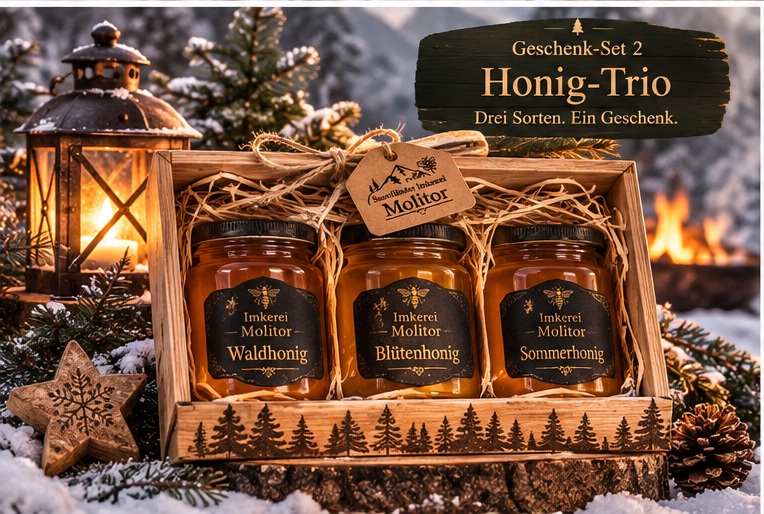 Geschenk-Set 2
Honig-Trio
Drei Sorten. Ein Geschenk.
Molitor
Imkerei
Molitor
Waldhonig
Imkerei
Molitor
Blütenhonig
Imkerei
Molitor
Sommerhonig